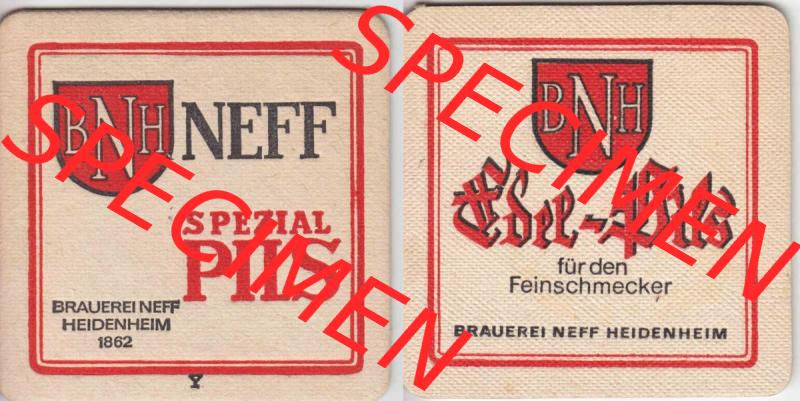 BNH NEFF
SPEZIAL
PILS
BRAUEREI NEFF
HEIDENHEIM
1862
SPECIMEN
BNH
Edel-Pils
für den
Feinschmecker
BRAUEREI NEFF HEIDENHEIM
SPECIMEN